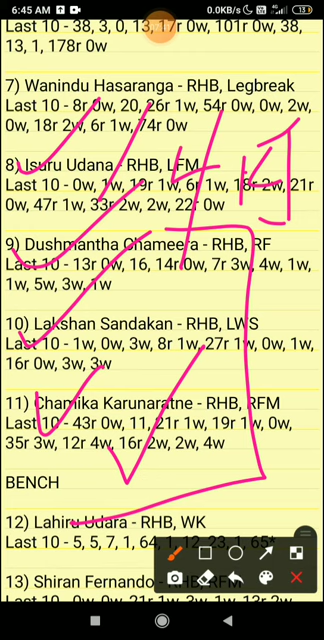 6:45 AM
0.0KB/s
4G
13
Last 10 - 38, 3, 0, 13, 17r 0w, 101r 0w, 38,
13, 1, 178r 0w
7) Wanindu Hasaranga - RHB, Legbreak
Last 10 - 8r 0w, 20, 26r 1w, 54r 0w, 0w, 2w,
0w, 18r 2w, 6r 1w, 74r 0w
8) Isuru Udana - RHB, LFM
Last 10 - 0w, 1w, 19r 1w, 6r 1w, 18r 2w, 21r
0w, 47r 1w, 33r 2w, 2w, 22r 0w
9) Dushmantha Chameera - RHB, RF
Last 10 - 13r 0w, 16, 14r 0w, 7r 3w, 4w, 1w,
1w, 5w, 3w, 1w
10) Lakshan Sandakan - RHB, LWS
Last 10 - 1w, 0w, 3w, 8r 1w, 27r 1w, 0w, 1w,
16r 0w, 3w, 3w
11) Chamika Karunaratne - RHB, RFM
Last 10 - 43r 0w, 11, 21r 1w, 19r 1w, 0w,
35r 3w, 12r 4w, 16r 2w, 2w, 4w
BENCH
12) Lahiru Udara - RHB, WK
Last 10 - 5, 5, 7, 1, 64, 1, 12, 23, 1, 65*
13) Shiran Fernando - RHB, RFM